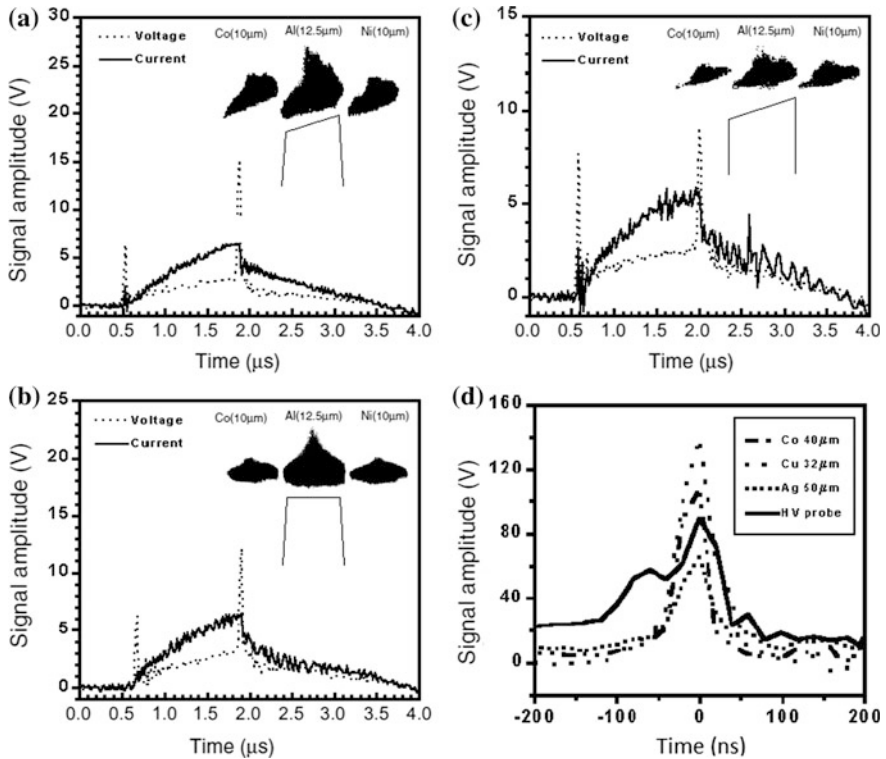 (a)
30
25
20
15
10
5
0
Signal amplitude (V)
Voltage
Current
Co(10μm) Al(12.5μm) Ni(10μm)
0.0 0.5 1.0 1.5 2.0 2.5 3.0 3.5 4.0
Time (μs)
(c)
15
10
5
0
Signal amplitude (V)
Voltage
Current
Co(10μm) Al(12.5μm) Ni(10μm)
0.0 0.5 1.0 1.5 2.0 2.5 3.0 3.5 4.0
Time (μs)
(b)
25
20
15
10
5
0
Signal amplitude (V)
Voltage
Current
Co(10μm) Al(12.5μm) Ni(10μm)
0.0 0.5 1.0 1.5 2.0 2.5 3.0 3.5 4.0
Time (μs)
(d)
160
120
80
40
0
Signal amplitude (V)
Co 40μm
Cu 32μm
Ag 50μm
HV probe
-200 -100 0 100 200
Time (ns)